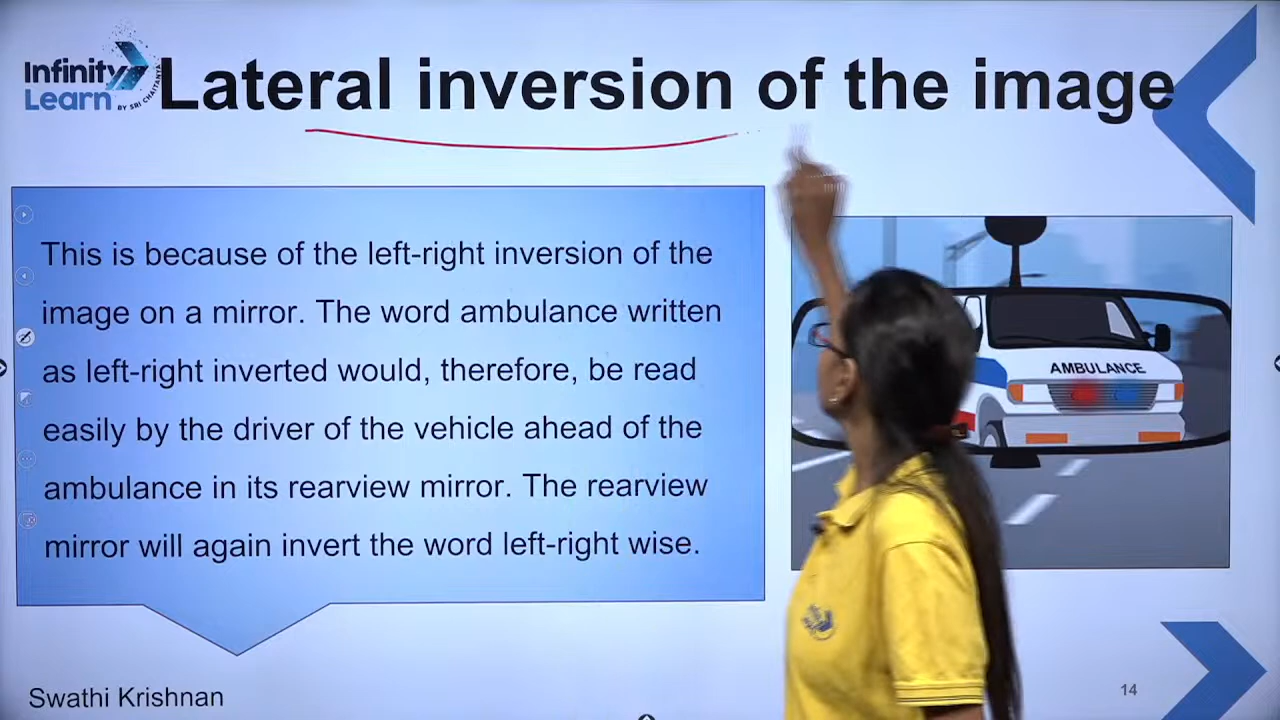 Infinity
Learn
BY SRI CHAITANYA
Lateral inversion of the image
This is because of the left-right inversion of the
image on a mirror. The word ambulance written
as left-right inverted would, therefore, be read
easily by the driver of the vehicle ahead of the
ambulance in its rearview mirror. The rearview
mirror will again invert the word left-right wise.
AMBULANCE
Swathi Krishnan
14